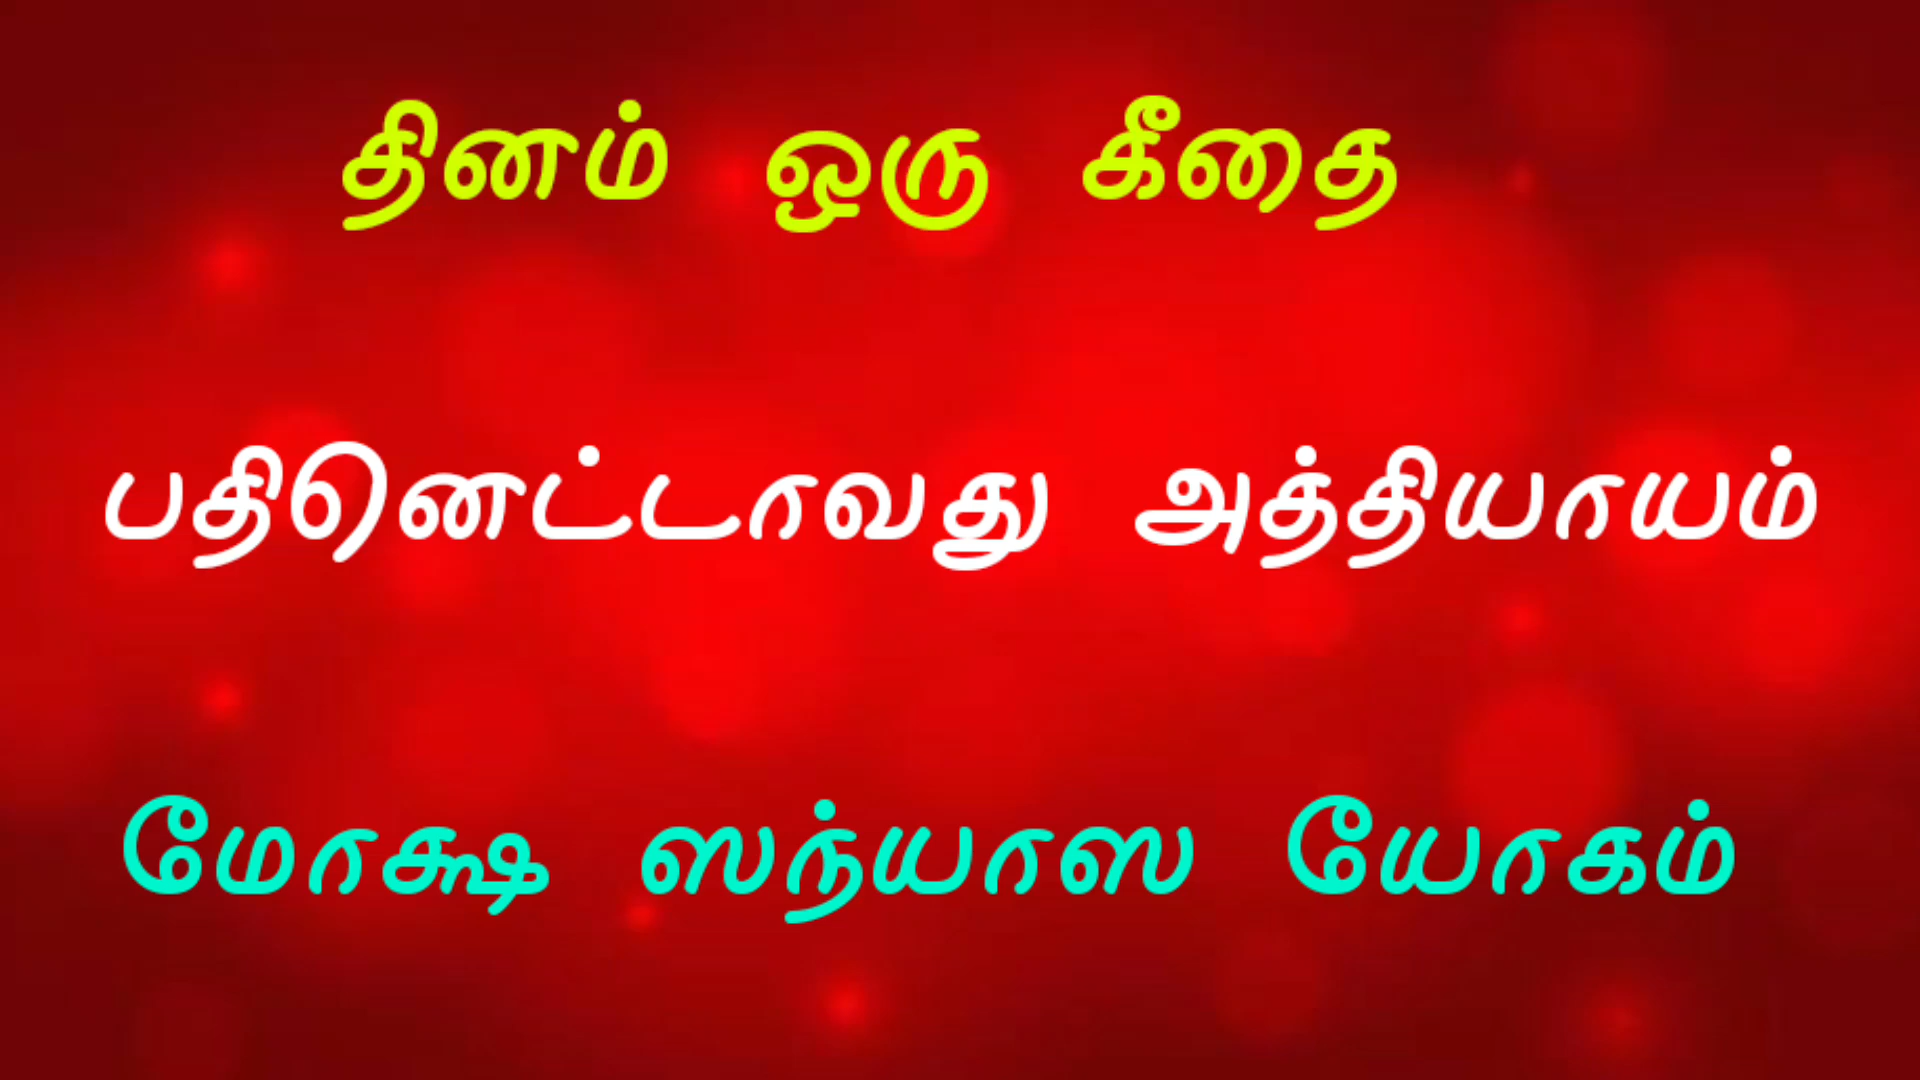 தினம் ஒரு கீதை
பதினெட்டாவது அத்தியாயம்
மோக்ஷ ஸந்யாஸ யோகம்